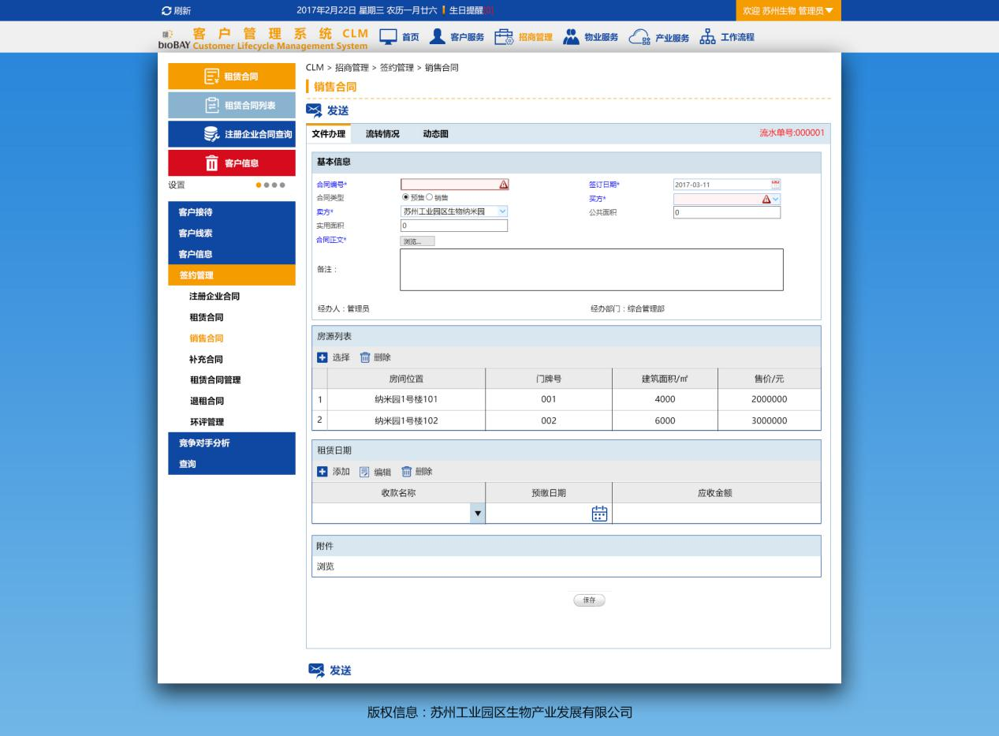 刷新 2017年2月22日 星期三 农历一月廿六 生日提醒[0] 欢迎 苏州生物 管理员
bioBAY 客户管理系统 CLM
Customer Lifecycle Management System
首页 客户服务 招商管理 物业服务 产业服务 工作流程
租赁合同
租赁合同列表
注册企业合同查询
客户信息
设置
客户接待
客户线索
客户信息
签约管理
注册企业合同
租赁合同
销售合同
补充合同
租赁合同管理
退租合同
环评管理
竞争对手分析
查询
CLM > 招商管理 > 签约管理 > 销售合同
销售合同
发送
文件办理 流转情况 动态图 流水单号:000001
基本信息
合同编号* 签订日期* 2017-03-11
合同类型 预售 销售 买方*
卖方* 苏州工业园区生物纳米园 公共面积 0
实用面积 0
合同正文* 浏览...
备注：
经办人：管理员 经办部门：综合管理部
房源列表
选择 删除
房间位置 门牌号 建筑面积/㎡ 售价/元
1 纳米园1号楼101 001 4000 2000000
2 纳米园1号楼102 002 6000 3000000
租赁日期
添加 编辑 删除
收款名称 预缴日期 应收金额
附件
浏览
保存
发送
版权信息：苏州工业园区生物产业发展有限公司